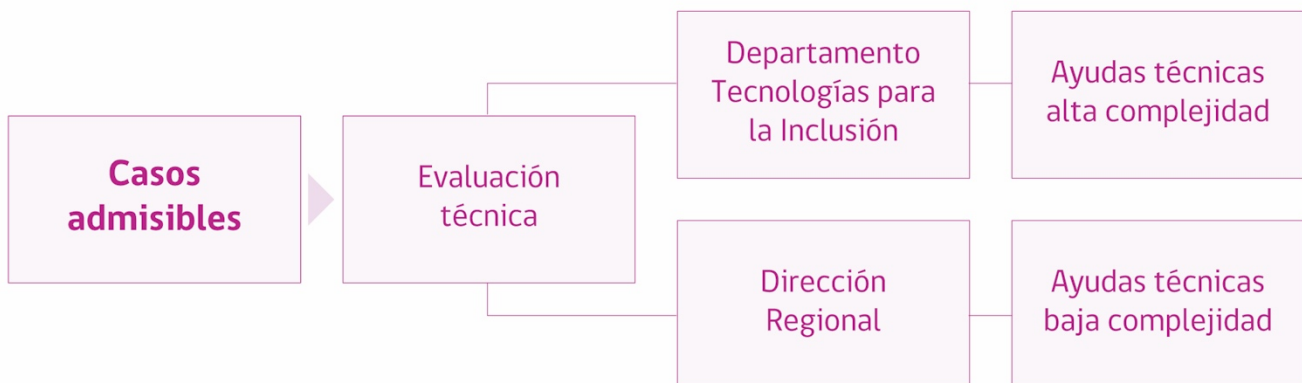 Casos
admisibles
Evaluación
técnica
Departamento
Tecnologías para
la Inclusión
Ayudas técnicas
alta complejidad
Dirección
Regional
Ayudas técnicas
baja complejidad